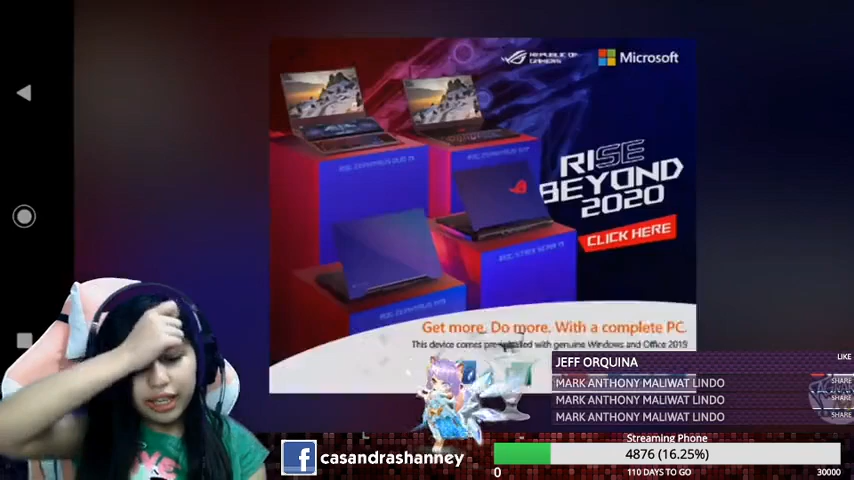 REPUBLIC OF
GAMERS
Microsoft
RISE
BEYOND
2020
CLICK HERE
Get more. Do more. With a complete PC.
This device comes pre-installed with genuine Windows and Office 2019
JEFF ORQUINA
LIKE
MARK ANTHONY MALIWAT LINDO
SHARE
MARK ANTHONY MALIWAT LINDO
SHARE
MARK ANTHONY MALIWAT LINDO
SHARE
f casandrashanney
Streaming Phone
4876 (16.25%)
0
110 DAYS TO GO
30000